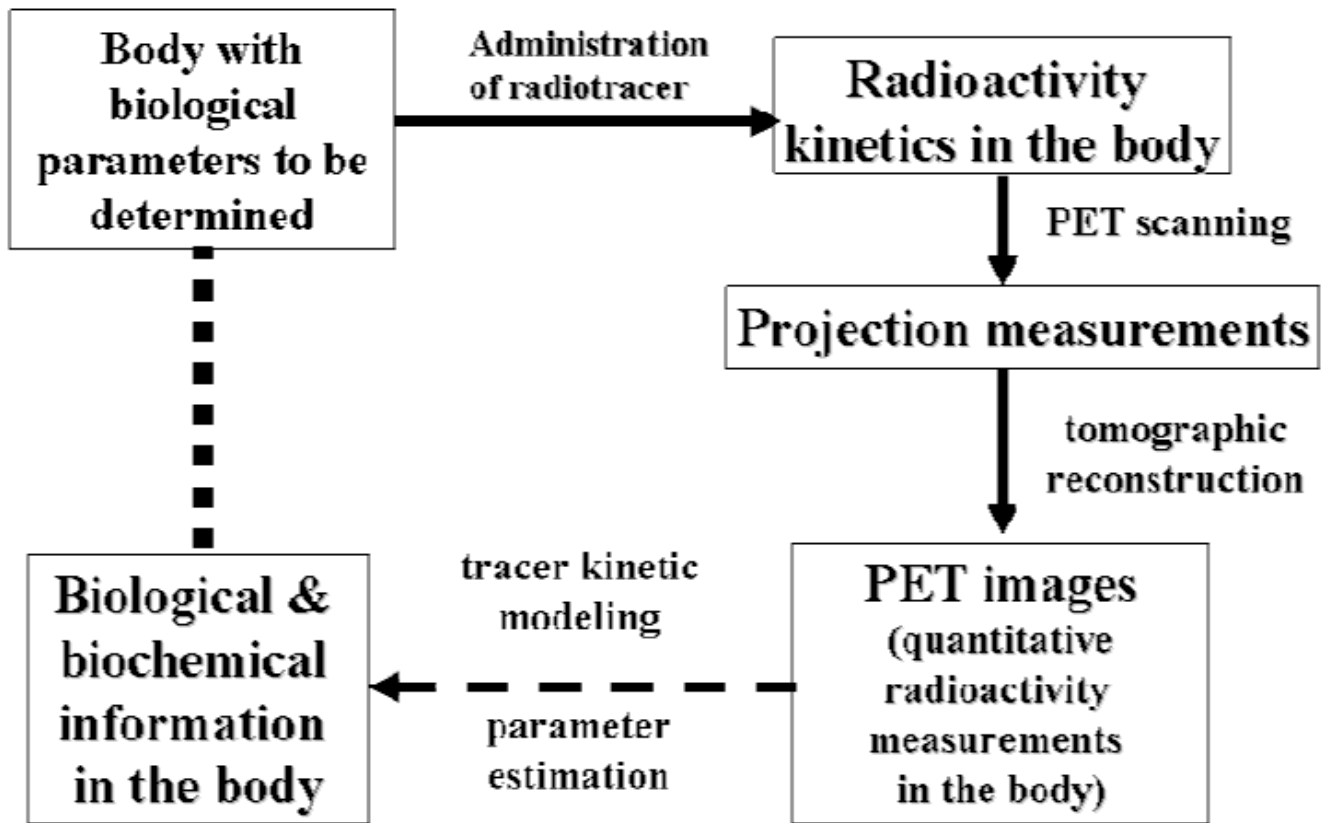 Body with
biological
parameters to be
determined
Administration
of radiotracer
Radioactivity
kinetics in the body
PET scanning
Projection measurements
tomographic
reconstruction
PET images
(quantitative
radioactivity
measurements
in the body)
tracer kinetic
modeling
parameter
estimation
Biological &
biochemical
information
in the body